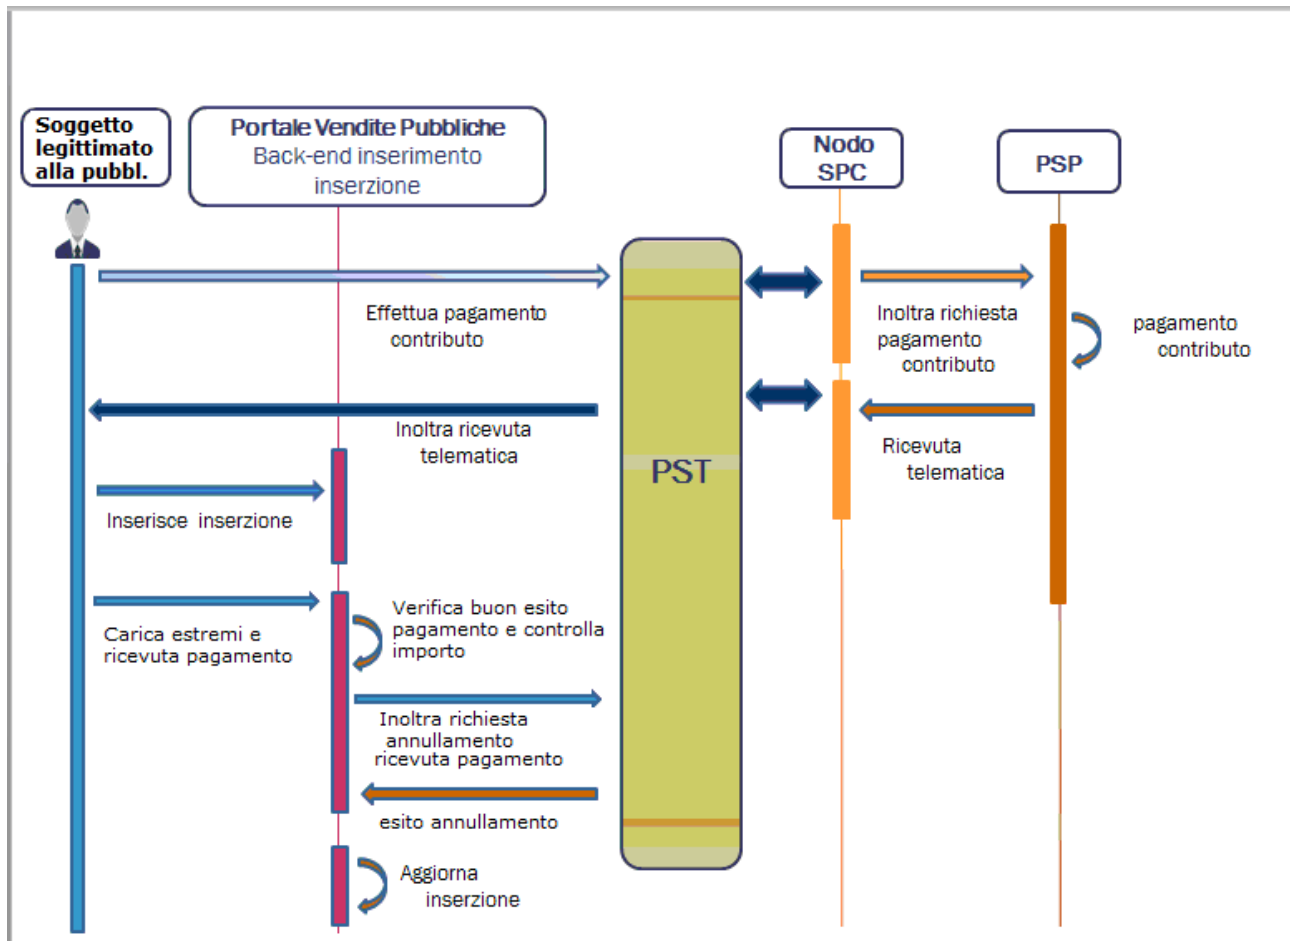 Soggetto
legittimato
alla pubbl.
Portale Vendite Pubbliche
Back-end inserimento
inserzione
Nodo
SPC
PSP
Effettua pagamento
contributo
Inoltra richiesta
pagamento
contributo
pagamento
contributo
Inoltra ricevuta
telematica
Ricevuta
telematica
PST
Inserisce inserzione
Carica estremi e
ricevuta pagamento
Verifica buon esito
pagamento e controlla
importo
Inoltra richiesta
annullamento
ricevuta pagamento
esito annullamento
Aggiorna
inserzione